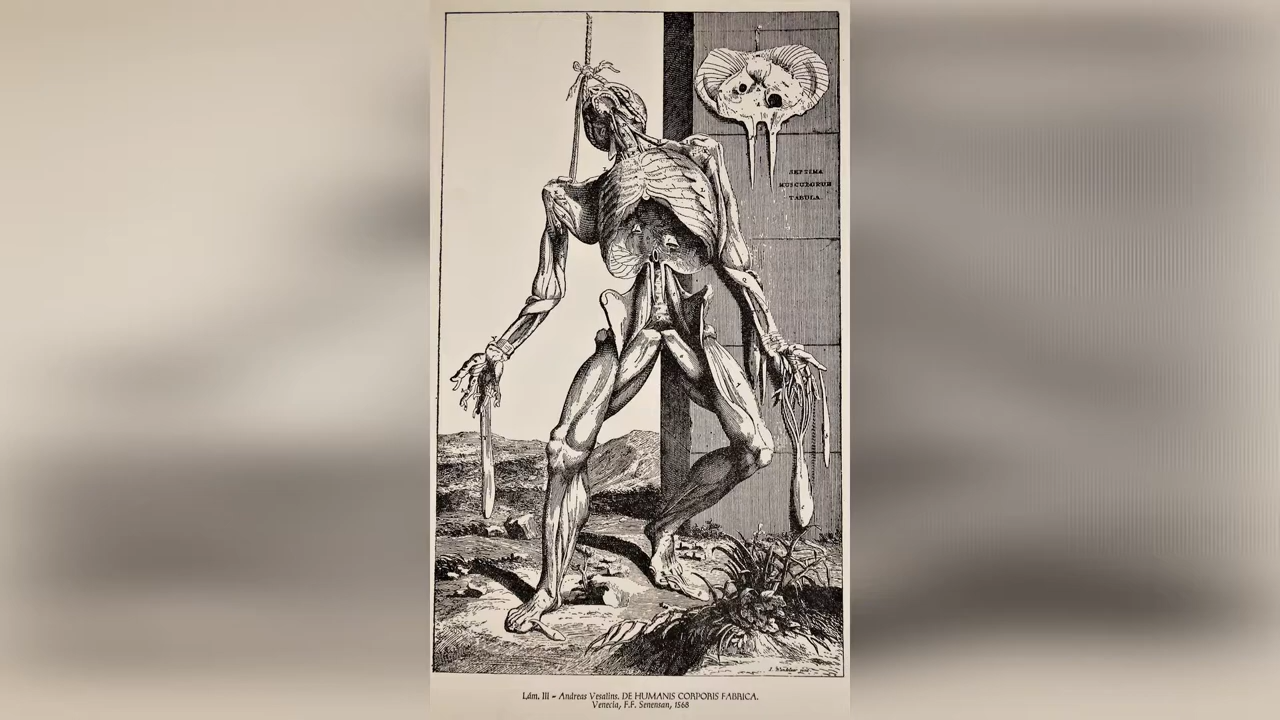 SEPTIMA
MUSCULORUM
TABULA.
Lám. III – Andreas Vesalius. DE HUMANIS CORPORIS FABRICA.
Venecia, F.F. Senensan, 1568